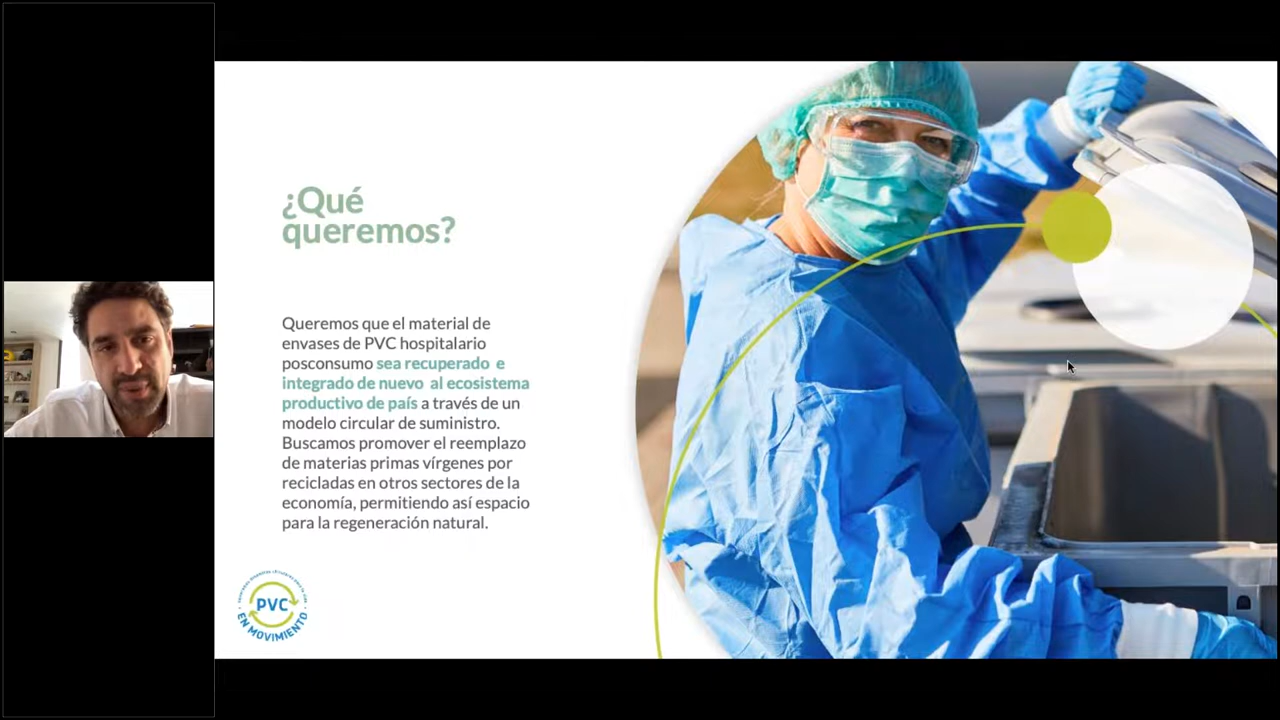 ¿Qué
queremos?
Queremos que el material de
envases de PVC hospitalario
posconsumo sea recuperado e
integrado de nuevo al ecosistema
productivo de país a través de un
modelo circular de suministro.
Buscamos promover el reemplazo
de materias primas vírgenes por
recicladas en otros sectores de la
economía, permitiendo así espacio
para la regeneración natural.
PVC
EN MOVIMIENTO